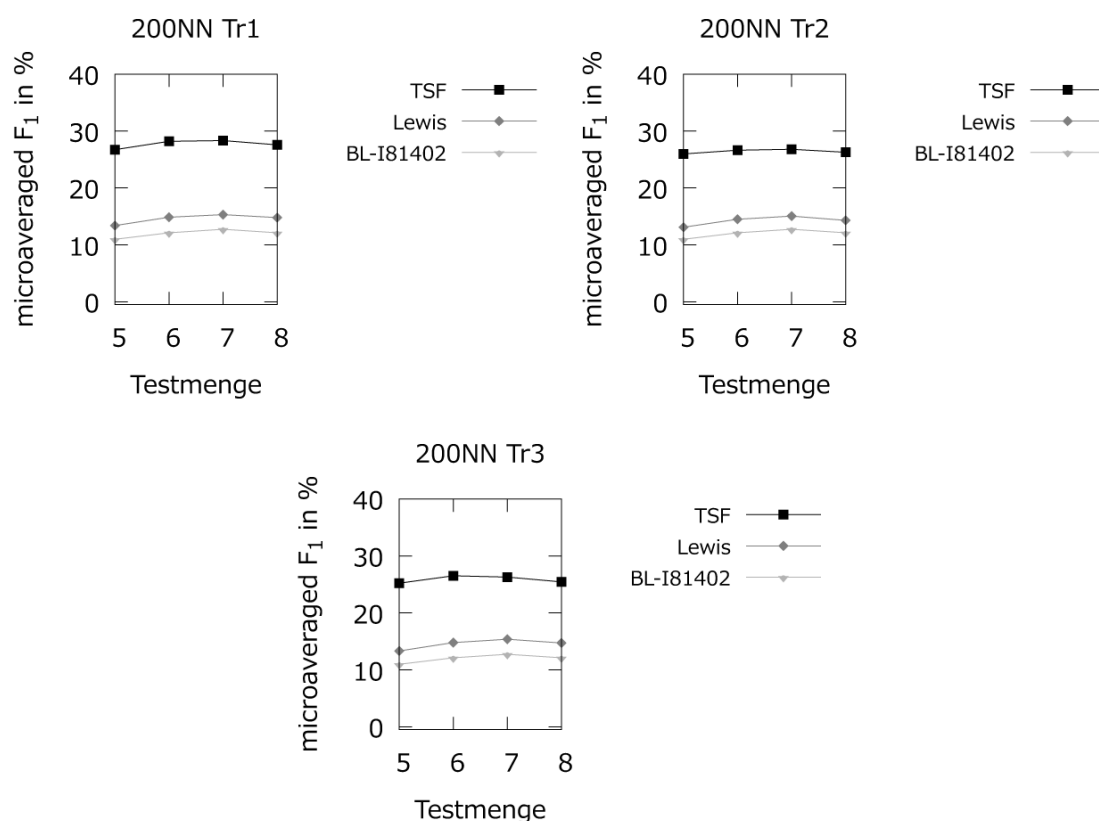 200NN Tr1
microaveraged F1 in %
40
30
20
10
0
5 6 7 8
Testmenge
TSF
Lewis
BL-I81402
200NN Tr2
microaveraged F1 in %
40
30
20
10
0
5 6 7 8
Testmenge
TSF
Lewis
BL-I81402
200NN Tr3
microaveraged F1 in %
40
30
20
10
0
5 6 7 8
Testmenge
TSF
Lewis
BL-I81402